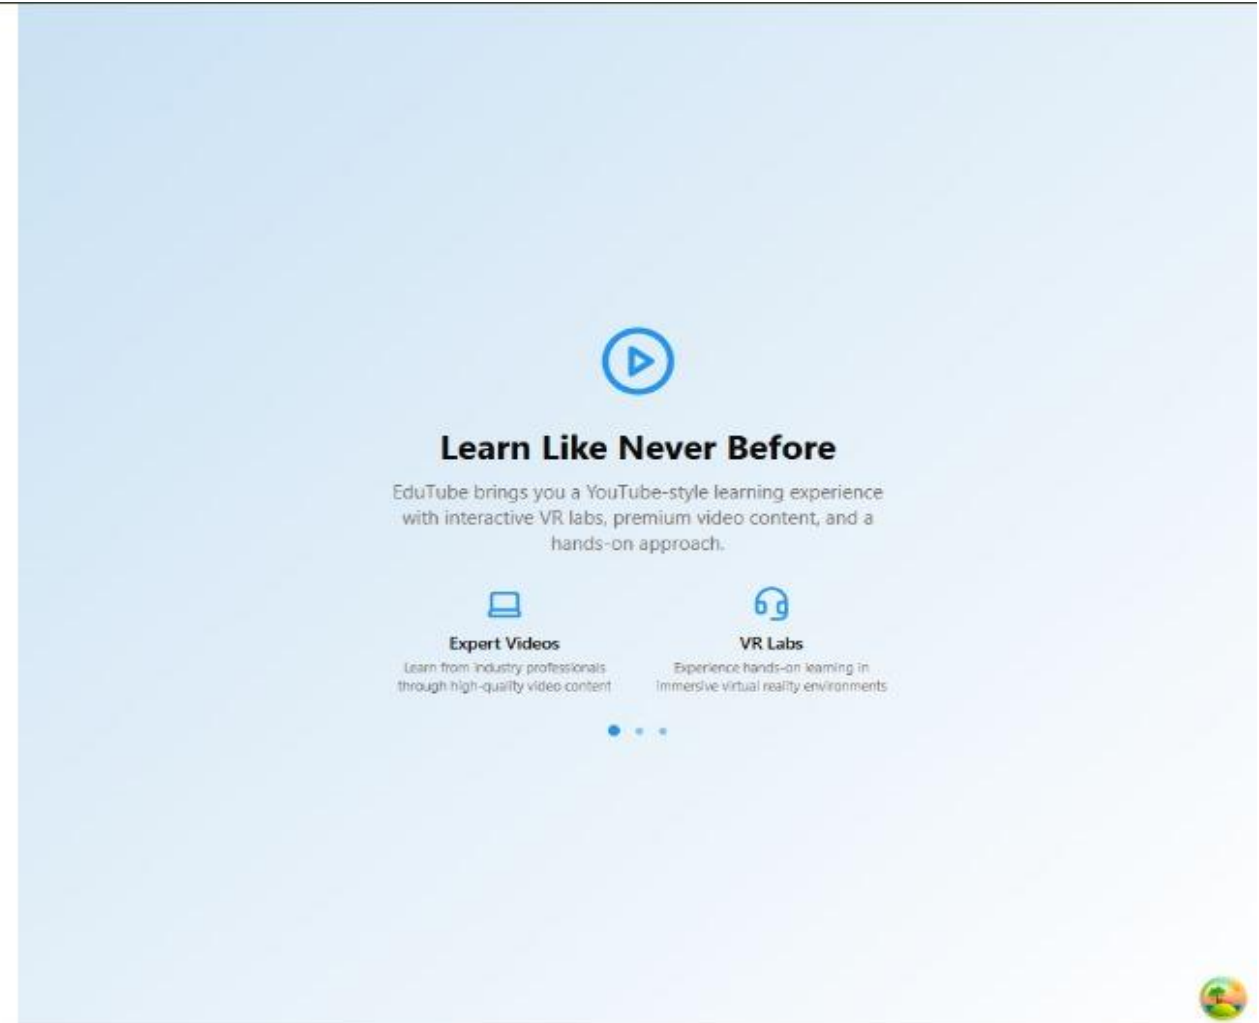 Learn Like Never Before
EduTube brings you a YouTube-style learning experience
with interactive VR labs, premium video content, and a
hands-on approach.
Expert Videos
Learn from industry professionals
through high-quality video content
VR Labs
Experience hands-on learning in
immersive virtual reality environments